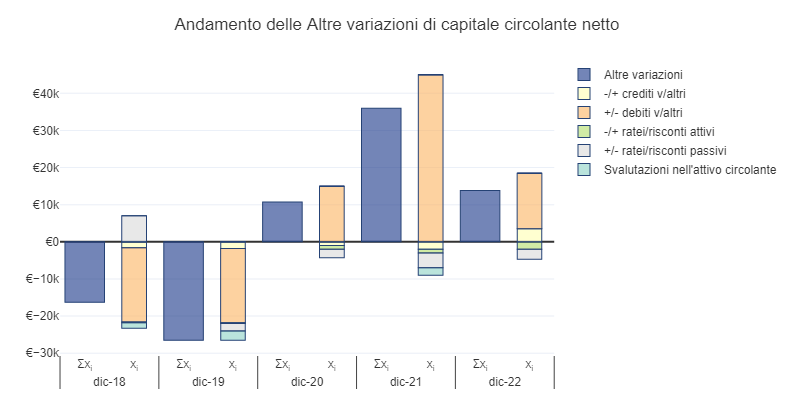 Andamento delle Altre variazioni di capitale circolante netto
€40k
€30k
€20k
€10k
€0
€−10k
€−20k
€−30k
Σxᵢ xᵢ Σxᵢ xᵢ Σxᵢ xᵢ Σxᵢ xᵢ Σxᵢ xᵢ
dic-18 dic-19 dic-20 dic-21 dic-22
Altre variazioni
-/+ crediti v/altri
+/- debiti v/altri
-/+ ratei/risconti attivi
+/- ratei/risconti passivi
Svalutazioni nell'attivo circolante